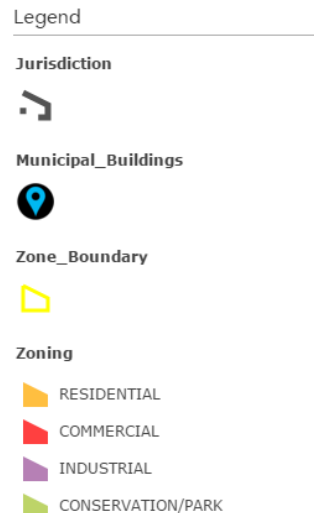 Legend
Jurisdiction
Municipal_Buildings
Zone_Boundary
Zoning
RESIDENTIAL
COMMERCIAL
INDUSTRIAL
CONSERVATION/PARK